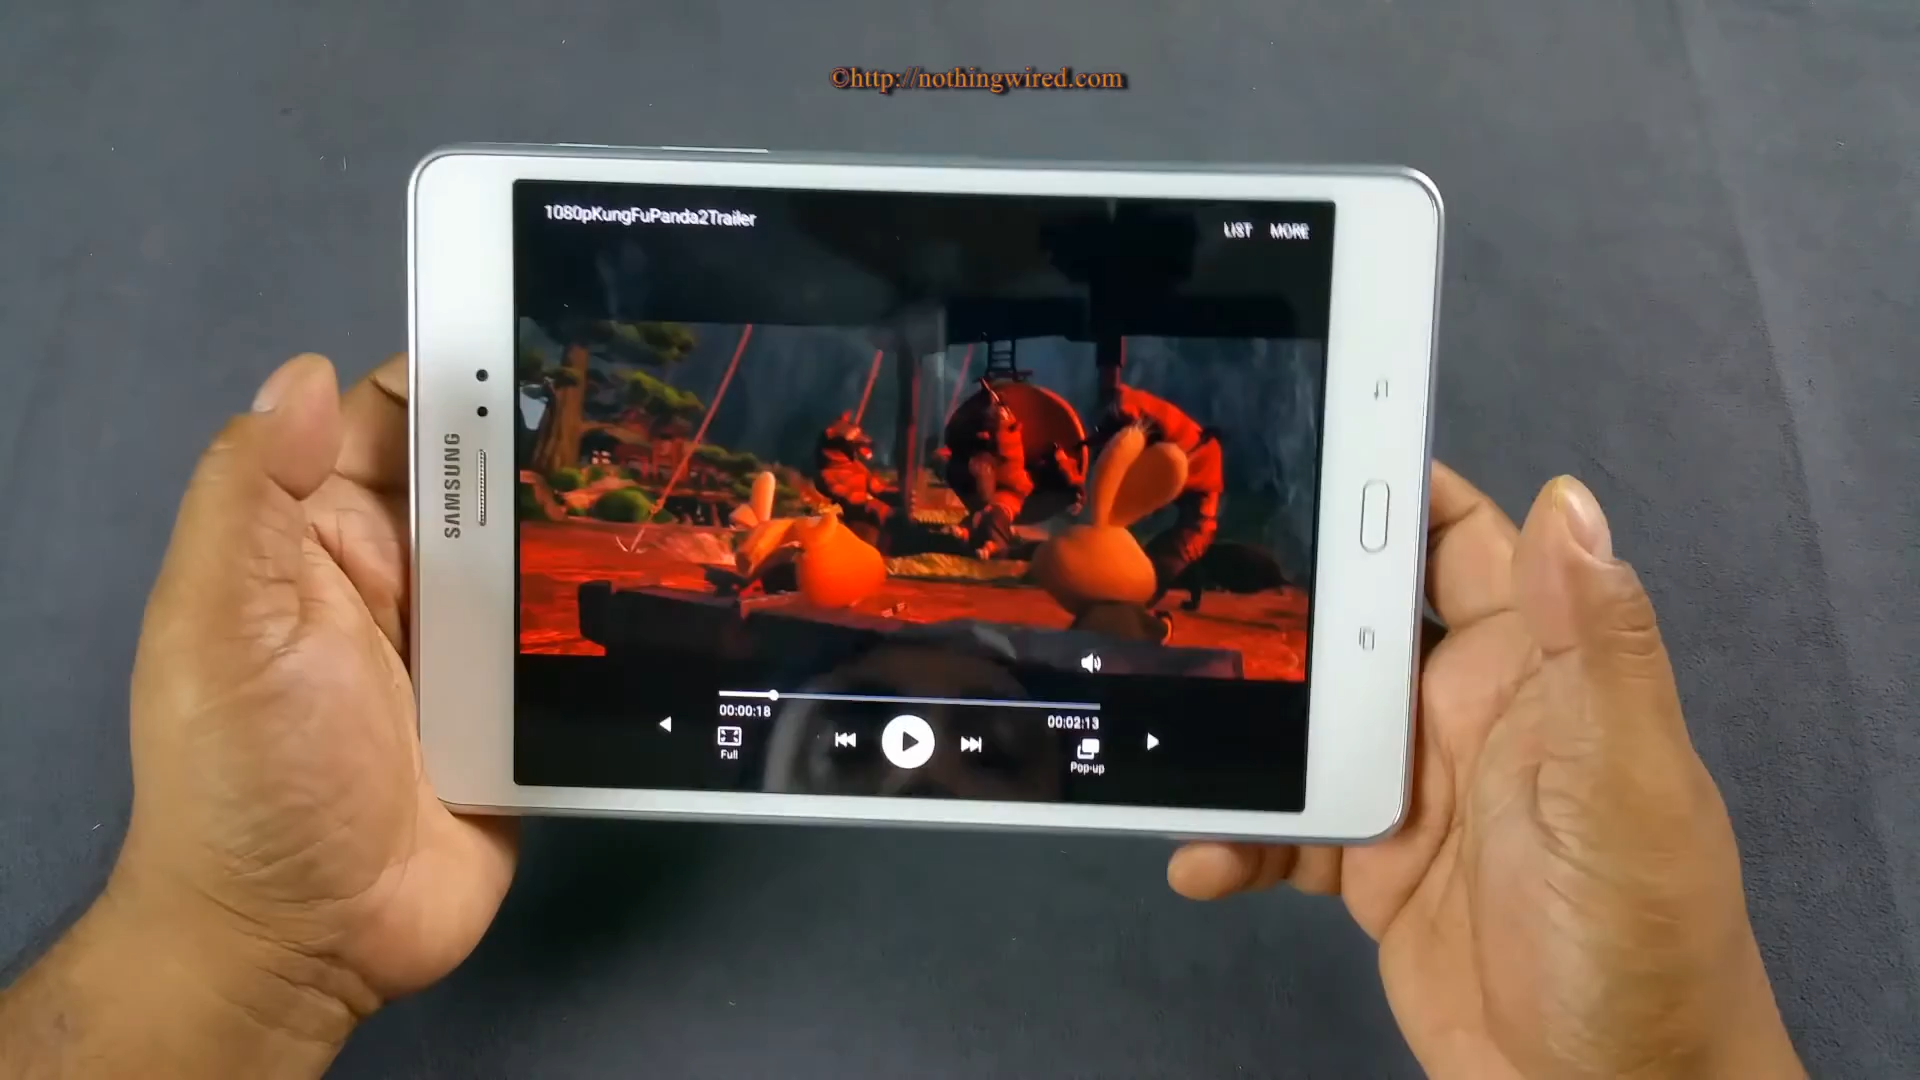 ©http://nothingwired.com
1080pKungFuPanda2Trailer
LIST MORE
SAMSUNG
00:00:18
00:02:13
Full
Pop-up